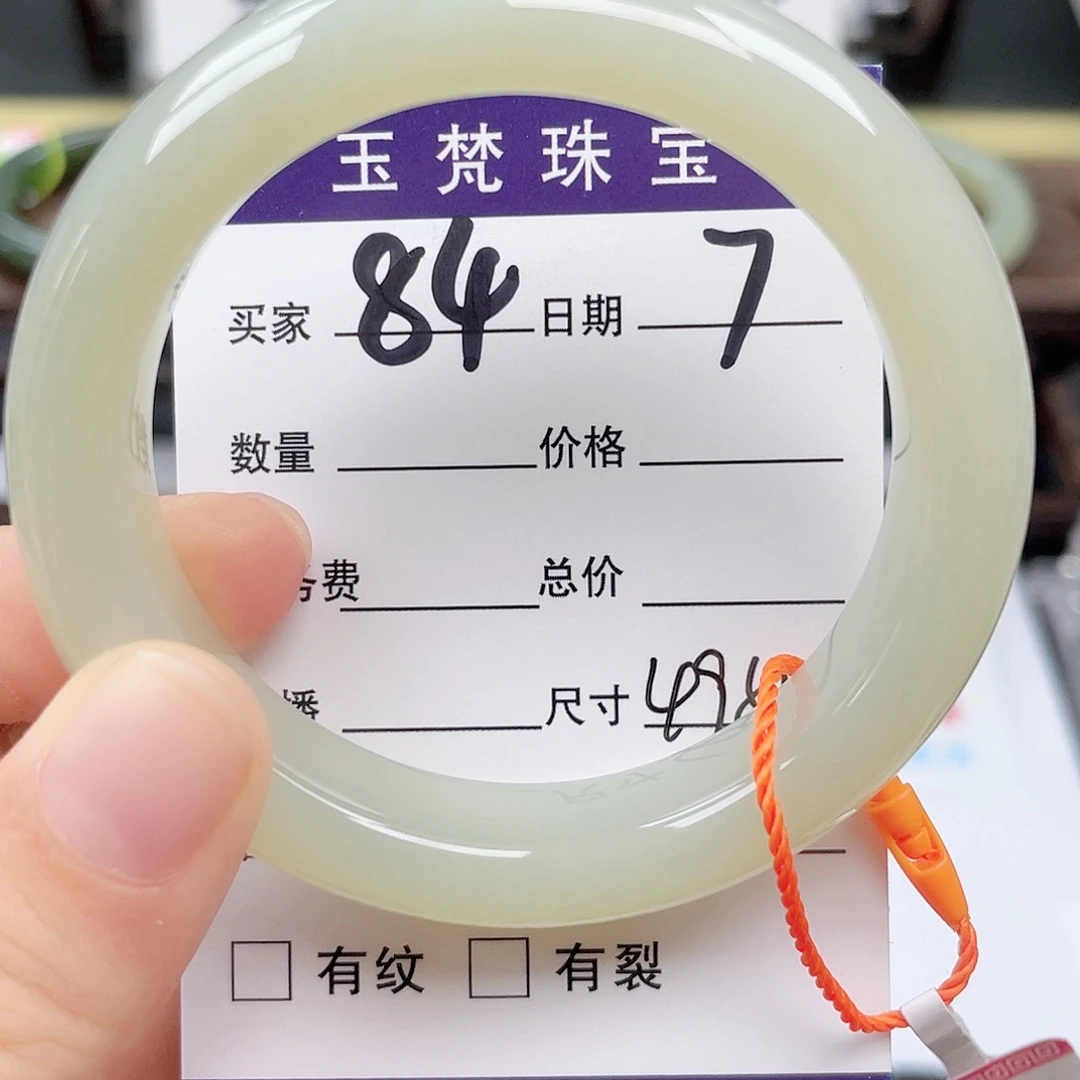 玉梵珠宝
买家 84 日期 7
数量 价格
费 总价
播 尺寸
有纹 有裂